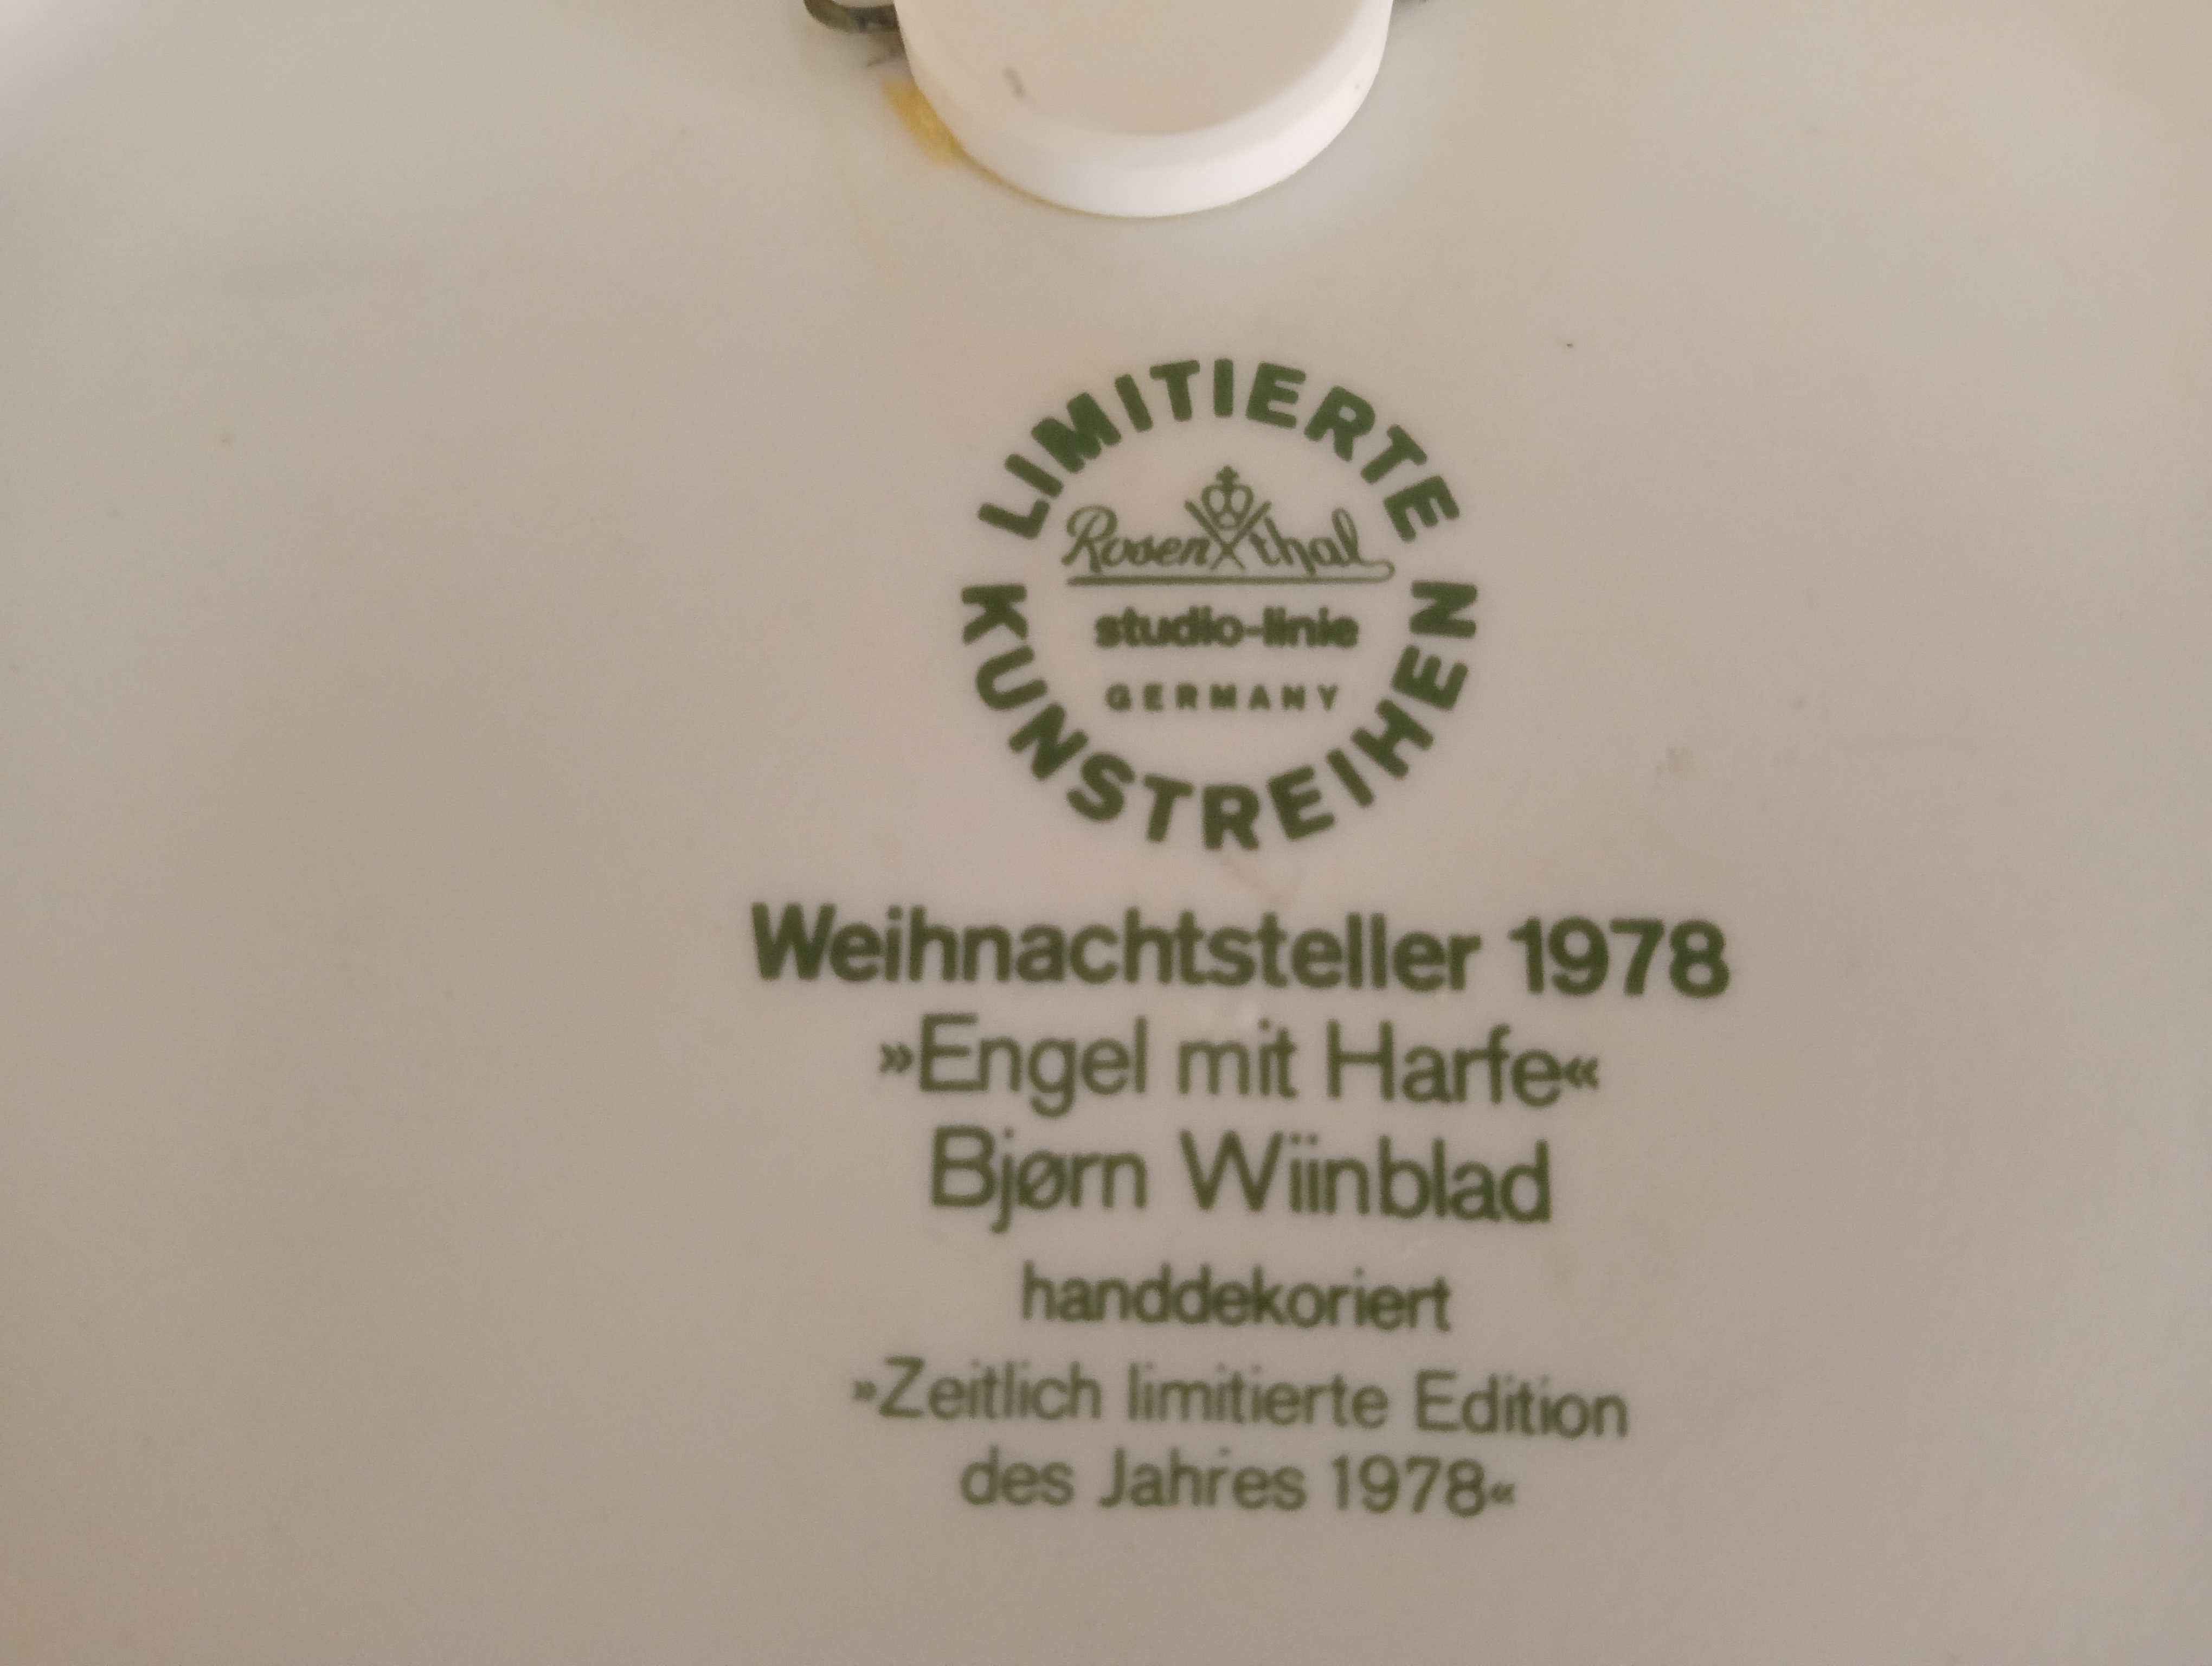 LIMITIERTE
Rosenthal
studio-linie
GERMANY
KUNSTREIHEN
Weihnachtsteller 1978
»Engel mit Harfe«
Bjørn Wiinblad
handdekoriert
»Zeitlich limitierte Edition
des Jahres 1978«